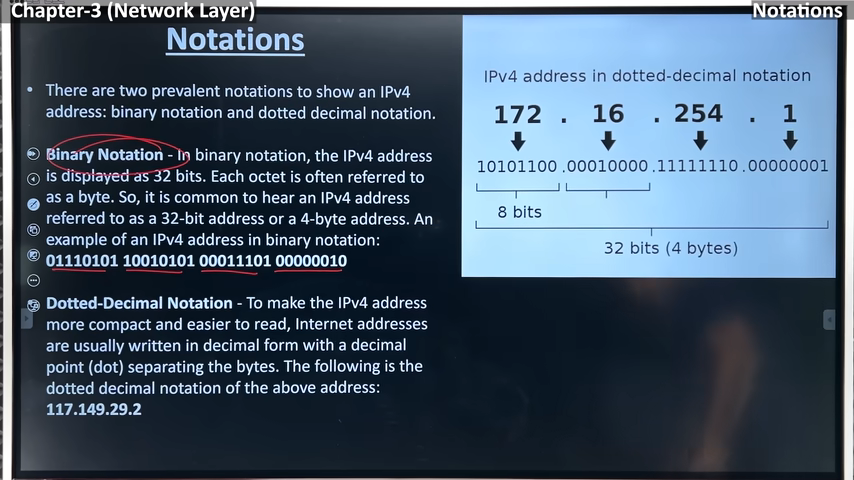 Chapter-3 (Network Layer)
Notations
Notations
• There are two prevalent notations to show an IPv4
address: binary notation and dotted decimal notation.
Binary Notation - In binary notation, the IPv4 address
is displayed as 32 bits. Each octet is often referred to
as a byte. So, it is common to hear an IPv4 address
referred to as a 32-bit address or a 4-byte address. An
example of an IPv4 address in binary notation:
01110101 10010101 00011101 00000010
Dotted-Decimal Notation - To make the IPv4 address
more compact and easier to read, Internet addresses
are usually written in decimal form with a decimal
point (dot) separating the bytes. The following is the
dotted decimal notation of the above address:
117.149.29.2
IPv4 address in dotted-decimal notation
172 . 16 . 254 . 1
10101100 .00010000 .11111110 .00000001
8 bits
32 bits (4 bytes)